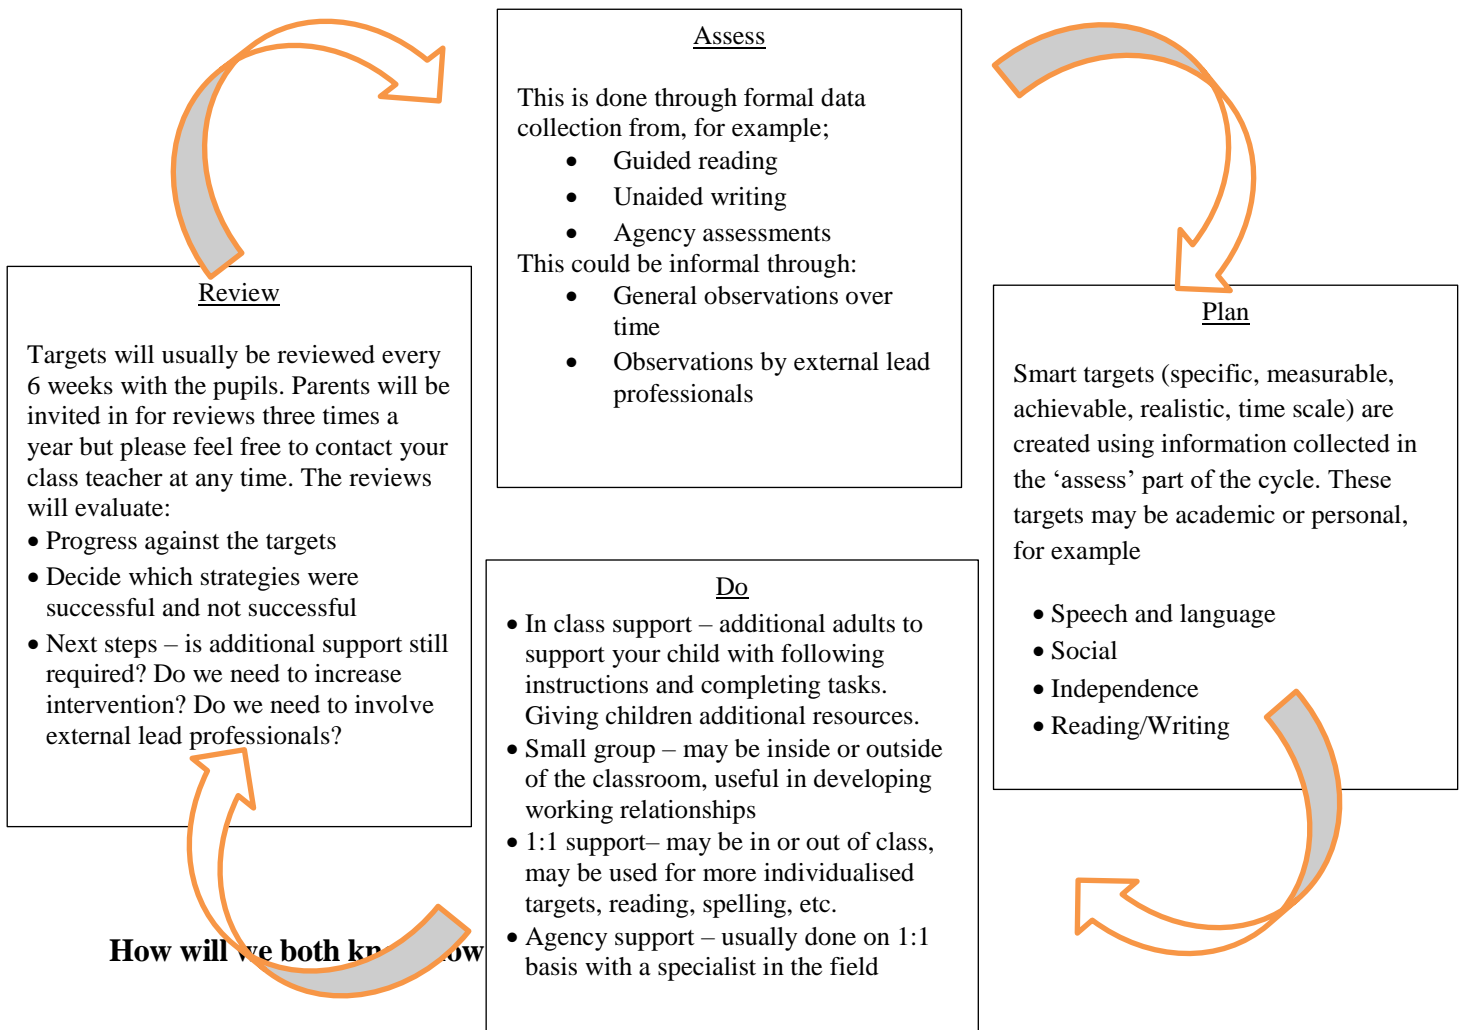 Assess
This is done through formal data
collection from, for example;
• Guided reading
• Unaided writing
• Agency assessments
This could be informal through:
• General observations over
time
• Observations by external lead
professionals
Plan
Smart targets (specific, measurable,
achievable, realistic, time scale) are
created using information collected in
the ‘assess’ part of the cycle. These
targets may be academic or personal,
for example
• Speech and language
• Social
• Independence
• Reading/Writing
Do
• In class support – additional adults to
support your child with following
instructions and completing tasks.
Giving children additional resources.
• Small group – may be inside or outside
of the classroom, useful in developing
working relationships
• 1:1 support– may be in or out of class,
may be used for more individualised
targets, reading, spelling, etc.
• Agency support – usually done on 1:1
basis with a specialist in the field
Review
Targets will usually be reviewed every
6 weeks with the pupils. Parents will be
invited in for reviews three times a
year but please feel free to contact your
class teacher at any time. The reviews
will evaluate:
• Progress against the targets
• Decide which strategies were
successful and not successful
• Next steps – is additional support still
required? Do we need to increase
intervention? Do we need to involve
external lead professionals?
How will we both know how